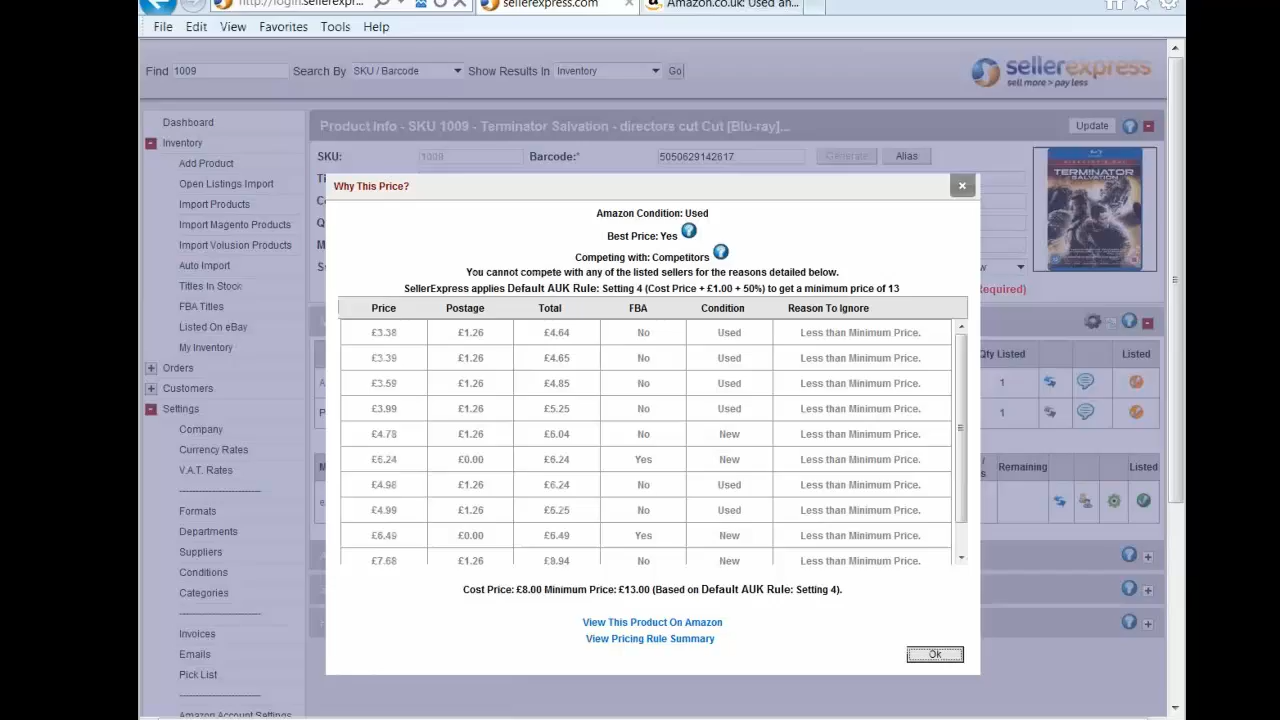 http://login.sellerexpr...
sellerexpress.com
Amazon.co.uk: Used an...
File Edit View Favorites Tools Help
Find 1009 Search By SKU / Barcode Show Results In Inventory Go
sellerexpress
sell more > pay less
Dashboard
Inventory
Add Product
Open Listings Import
Import Products
Import Magento Products
Import Volusion Products
Auto Import
Titles In Stock
FBA Titles
Listed On eBay
My Inventory
Orders
Customers
Settings
Company
Currency Rates
V.A.T. Rates
Formats
Departments
Suppliers
Conditions
Categories
Invoices
Emails
Pick List
Amazon Account Settings
Product Info - SKU 1009 - Terminator Salvation - directors cut Cut [Blu-ray]...
Update
SKU: 1009 Barcode:* 5050629142617 Generate Alias
TERMINATOR
SALVATION
Why This Price?
Amazon Condition: Used
Best Price: Yes
Competing with: Competitors
You cannot compete with any of the listed sellers for the reasons detailed below.
SellerExpress applies Default AUK Rule: Setting 4 (Cost Price + £1.00 + 50%) to get a minimum price of 13
Price Postage Total FBA Condition Reason To Ignore
£3.38 £1.26 £4.64 No Used Less than Minimum Price.
£3.39 £1.26 £4.65 No Used Less than Minimum Price.
£3.59 £1.26 £4.85 No Used Less than Minimum Price.
£3.99 £1.26 £5.25 No Used Less than Minimum Price.
£4.78 £1.26 £6.04 No New Less than Minimum Price.
£6.24 £0.00 £6.24 Yes New Less than Minimum Price.
£4.98 £1.26 £6.24 No Used Less than Minimum Price.
£4.99 £1.26 £6.25 No Used Less than Minimum Price.
£6.49 £0.00 £6.49 Yes New Less than Minimum Price.
£7.68 £1.26 £8.94 No New Less than Minimum Price.
Cost Price: £8.00 Minimum Price: £13.00 (Based on Default AUK Rule: Setting 4).
View This Product On Amazon
View Pricing Rule Summary
Ok
equired)
Qty Listed Listed
1
1
Remaining Listed